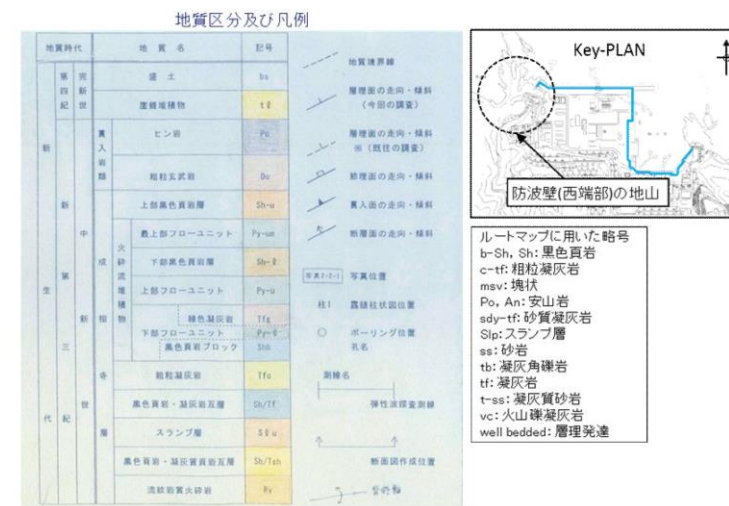 地質区分及び凡例
地質時代
地質名
記号
新生代
第四紀
完新世
新第三紀
中新世
成相寺層
貫入岩類
火砕流堆積物
盛土
bs
崖錐堆積物
tℓ
ヒン岩
Po
粗粒玄武岩
Do
上部黒色頁岩層
Sh-u
最上部フローユニット
Py-um
下部黒色頁岩層
Sh-ℓ
上部フローユニット
Py-u
緑色凝灰岩
Tfg
下部フローユニット
Py-ℓ
黒色頁岩ブロック
Shb
粗粒凝灰岩
Tfc
黒色頁岩・凝灰岩互層
Sh/Tf
スランプ層
Sℓu
黒色頁岩・凝灰質頁岩互層
Sh/Tsh
流紋岩質火砕岩
Ry
地質境界線
層理面の走向・傾斜
(今回の調査)
層理面の走向・傾斜
※(既往の調査)
節理面の走向・傾斜
貫入面の走向・傾斜
断層面の走向・傾斜
写真位置
柱1
露頭柱状図位置
ボーリング位置
孔名
測線名
弾性波探査測線
断面図作成位置
Key-PLAN
防波壁(西端部)の地山
ルートマップに用いた略号
b-Sh, Sh: 黒色頁岩
c-tf: 粗粒凝灰岩
msv: 塊状
Po, An: 安山岩
sdy-tf: 砂質凝灰岩
Slp: スランプ層
ss: 砂岩
tb: 凝灰角礫岩
tf: 凝灰岩
t-ss: 凝灰質砂岩
vc: 火山礫凝灰岩
well bedded: 層理発達